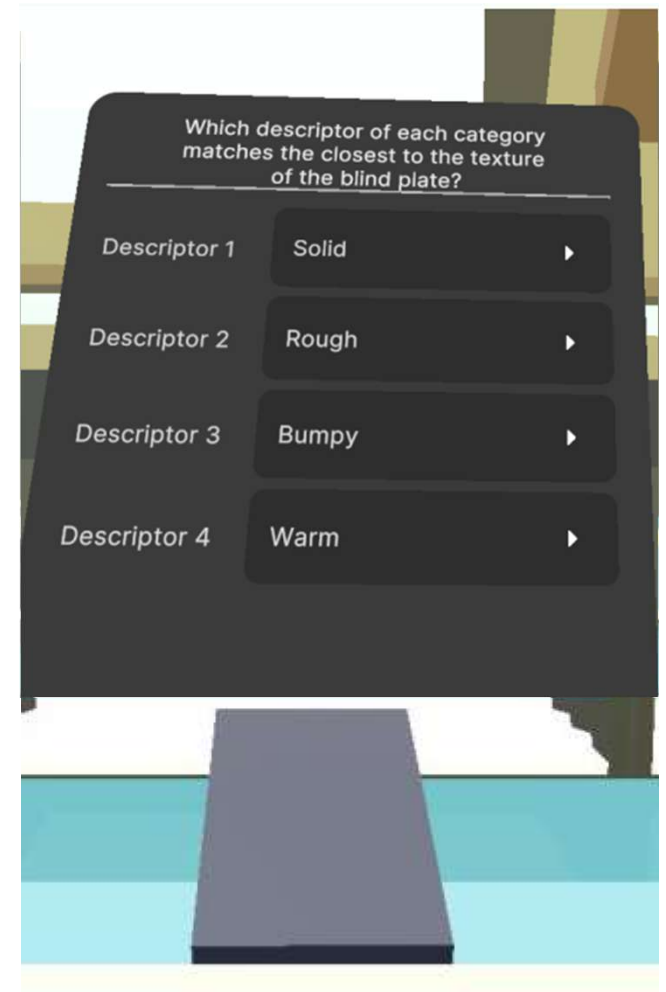 Which descriptor of each category
matches the closest to the texture
of the blind plate?
Descriptor 1 Solid
Descriptor 2 Rough
Descriptor 3 Bumpy
Descriptor 4 Warm